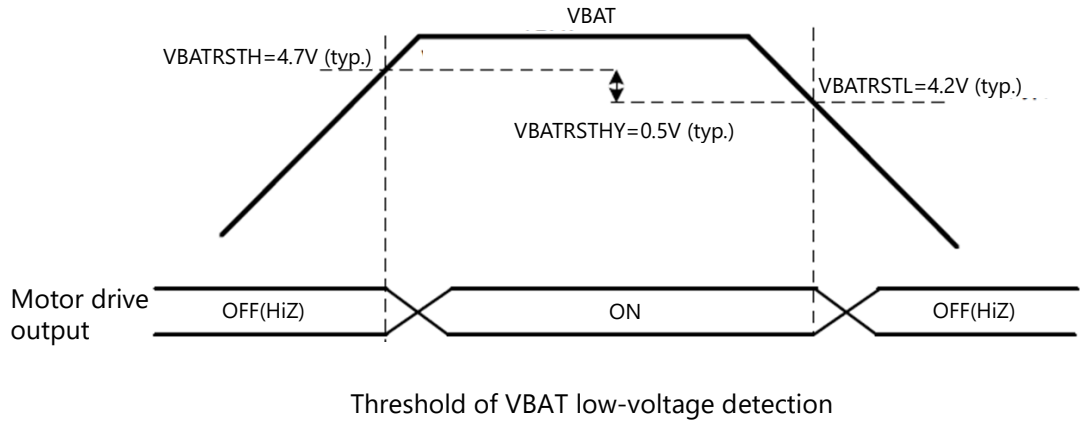 VBAT
VBATRSTH=4.7V (typ.)
VBATRSTL=4.2V (typ.)
VBATRSTHY=0.5V (typ.)
Motor drive
output
OFF(HiZ)
ON
OFF(HiZ)
Threshold of VBAT low-voltage detection